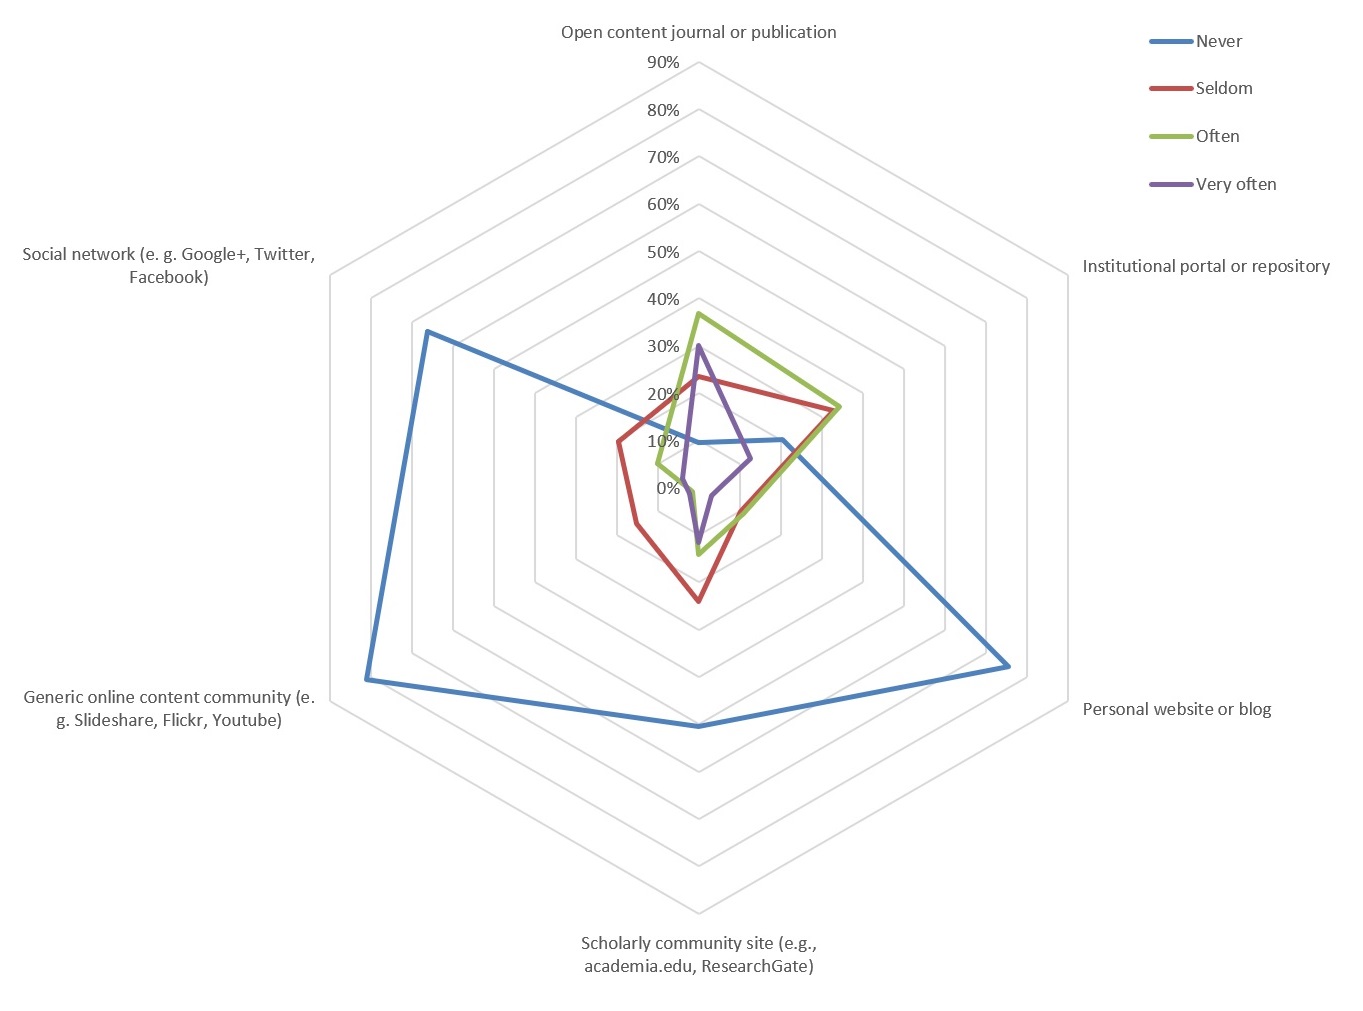 Open content journal or publication
90%
80%
70%
60%
50%
40%
30%
20%
10%
0%
Never
Seldom
Often
Very often
Social network (e. g. Google+, Twitter,
Facebook)
Institutional portal or repository
Generic online content community (e.
g. Slideshare, Flickr, Youtube)
Personal website or blog
Scholarly community site (e.g.,
academia.edu, ResearchGate)